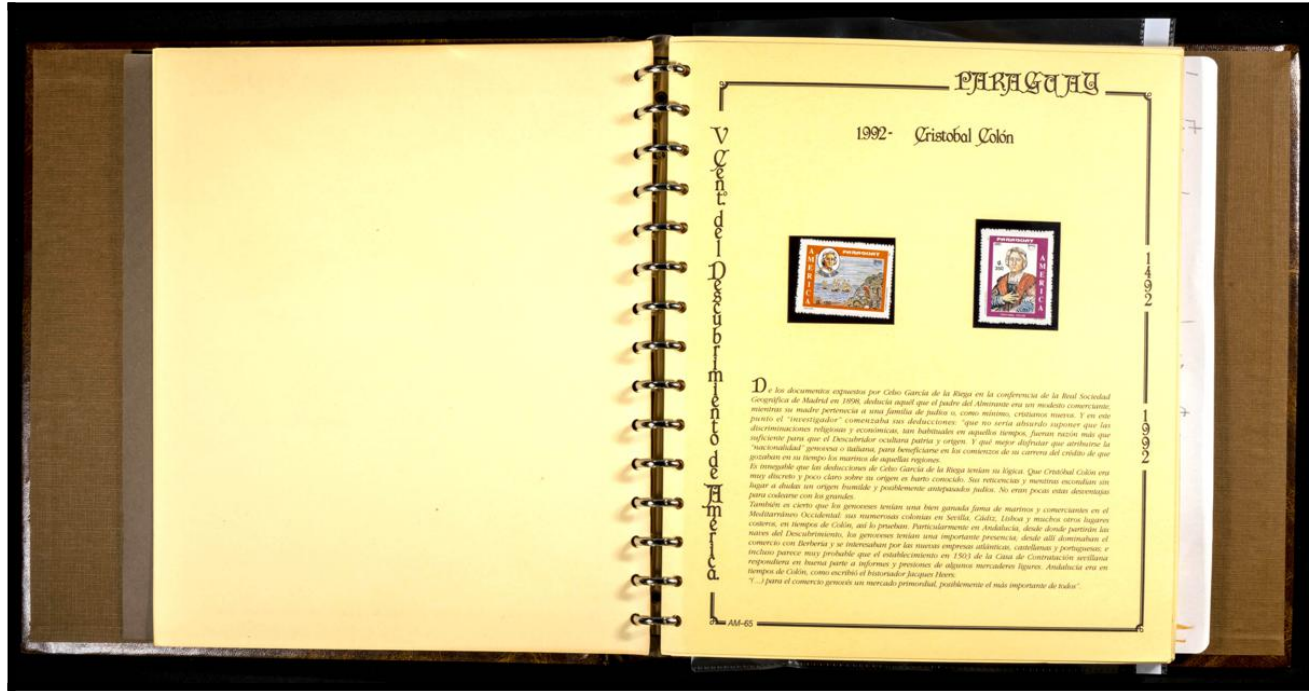 PARAGUAY
1992- Cristobal Colón
V Cent. del Descubrimiento de América
1492
1992
PARAGUAY
AMERICA
PARAGUAY
AMERICA
De los documentos expuestos por Celso García de la Riega en la conferencia de la Real Sociedad
Geográfica de Madrid en 1898, deducía aquél que el padre del Almirante era un modesto comerciante,
mientras su madre pertenecía a una familia de judíos o, como mínimo, cristianos nuevos. Y en este
punto el "investigador" comenzaba sus deducciones: "que no sería absurdo suponer que las
discriminaciones religiosas y económicas, tan habituales en aquellos tiempos, fueran razón más que
suficiente para que el Descubridor ocultara patria y origen. Y qué mejor disfrutar que atribuirse la
"nacionalidad" genovesa o italiana, para beneficiarse en los comienzos de su carrera del crédito de que
gozaban en su tiempo los marinos de aquellas regiones.
Es innegable que las deducciones de Celso García de la Riega tenían su lógica. Que Cristóbal Colón era
muy discreto y poco claro sobre su origen es harto conocido. Sus reticencias y mentiras escondían sin
lugar a dudas un origen humilde y posiblemente antepasados judíos. No eran pocas estas desventajas
para codearse con los grandes.
También es cierto que los genoveses tenían una bien ganada fama de marinos y comerciantes en el
Mediterráneo Occidental: sus numerosas colonias en Sevilla, Cádiz, Lisboa y muchos otros lugares
costeros, en tiempos de Colón, así lo prueban. Particularmente en Andalucía, desde donde partirán las
naves del Descubrimiento, los genoveses tenían una importante presencia; desde allí dominaban el
comercio con Berbería y se interesaban por las nuevas empresas atlánticas, castellanas y portuguesas; e
incluso parece muy probable que el establecimiento en 1503 de la Casa de Contratación sevillana
respondiera en buena parte a informes y presiones de algunos mercaderes ligures. Andalucía era en
tiempos de Colón, como escribió el historiador Jacques Heers:
"(...) para el comercio genovés un mercado primordial, posiblemente el más importante de todos".
AM-65